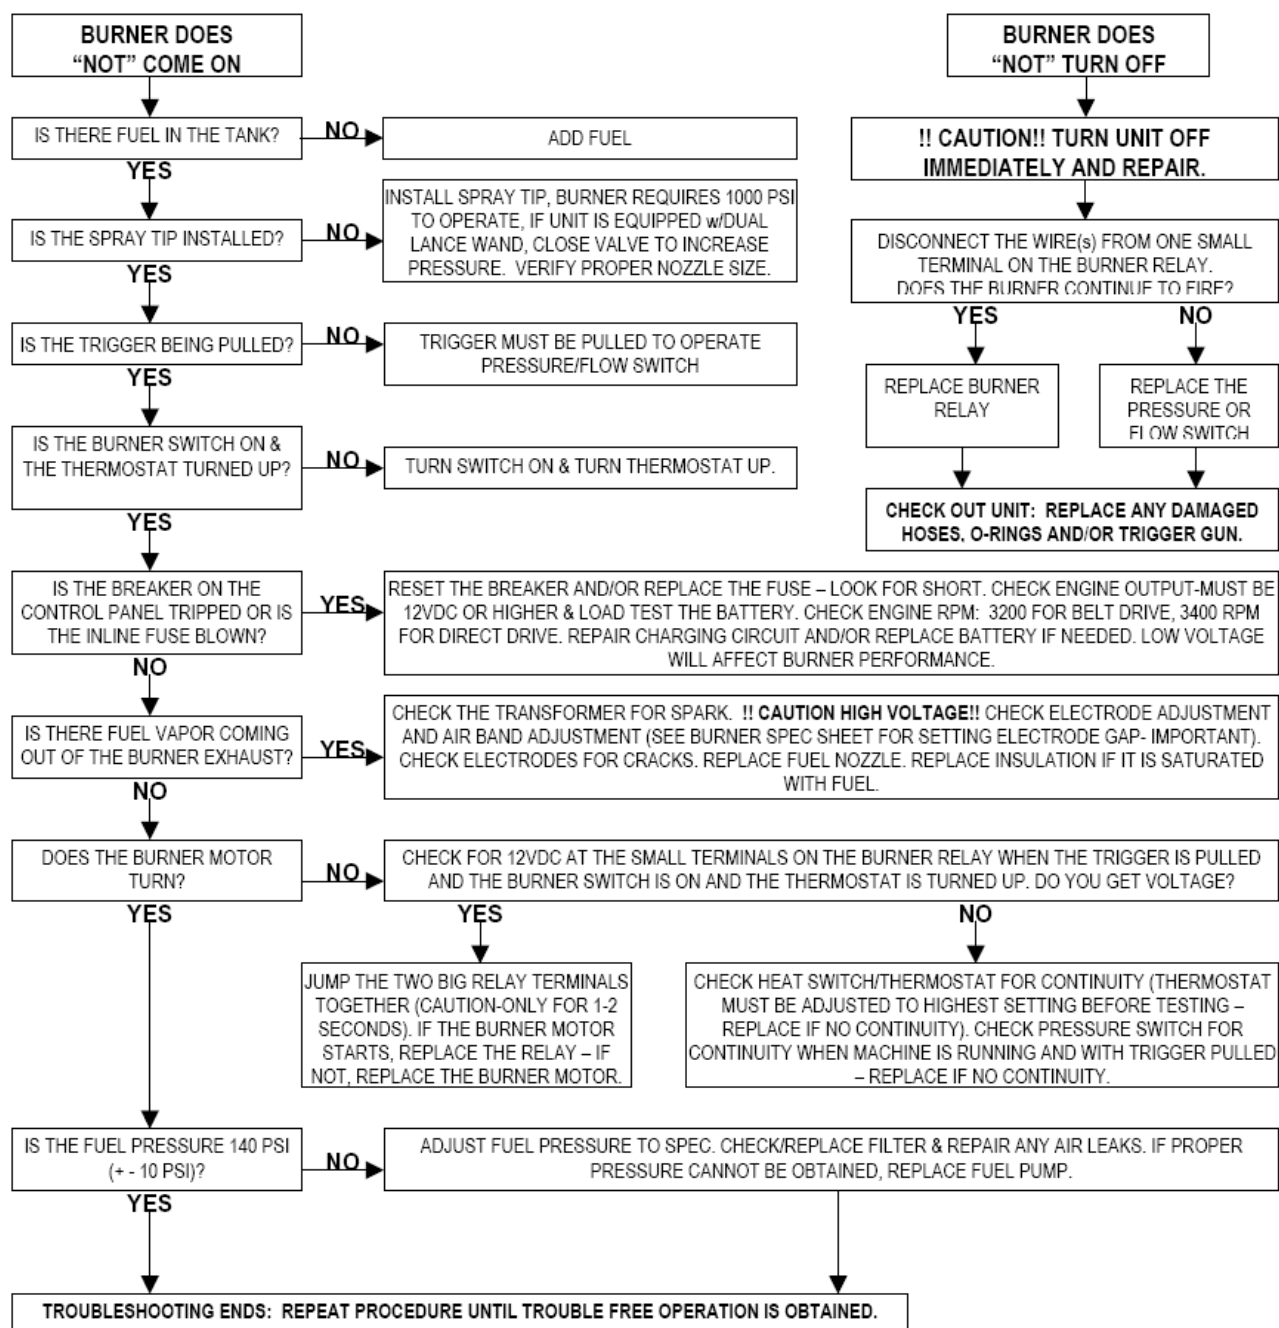 BURNER DOES
“NOT” COME ON
IS THERE FUEL IN THE TANK?
NO
ADD FUEL
YES
IS THE SPRAY TIP INSTALLED?
NO
INSTALL SPRAY TIP, BURNER REQUIRES 1000 PSI
TO OPERATE, IF UNIT IS EQUIPPED w/DUAL
LANCE WAND, CLOSE VALVE TO INCREASE
PRESSURE. VERIFY PROPER NOZZLE SIZE.
YES
IS THE TRIGGER BEING PULLED?
NO
TRIGGER MUST BE PULLED TO OPERATE
PRESSURE/FLOW SWITCH
YES
IS THE BURNER SWITCH ON &
THE THERMOSTAT TURNED UP?
NO
TURN SWITCH ON & TURN THERMOSTAT UP.
YES
IS THE BREAKER ON THE
CONTROL PANEL TRIPPED OR IS
THE INLINE FUSE BLOWN?
YES
RESET THE BREAKER AND/OR REPLACE THE FUSE – LOOK FOR SHORT. CHECK ENGINE OUTPUT-MUST BE
12VDC OR HIGHER & LOAD TEST THE BATTERY. CHECK ENGINE RPM: 3200 FOR BELT DRIVE, 3400 RPM
FOR DIRECT DRIVE. REPAIR CHARGING CIRCUIT AND/OR REPLACE BATTERY IF NEEDED. LOW VOLTAGE
WILL AFFECT BURNER PERFORMANCE.
NO
IS THERE FUEL VAPOR COMING
OUT OF THE BURNER EXHAUST?
YES
CHECK THE TRANSFORMER FOR SPARK. !! CAUTION HIGH VOLTAGE!! CHECK ELECTRODE ADJUSTMENT
AND AIR BAND ADJUSTMENT (SEE BURNER SPEC SHEET FOR SETTING ELECTRODE GAP- IMPORTANT).
CHECK ELECTRODES FOR CRACKS. REPLACE FUEL NOZZLE. REPLACE INSULATION IF IT IS SATURATED
WITH FUEL.
NO
DOES THE BURNER MOTOR
TURN?
NO
CHECK FOR 12VDC AT THE SMALL TERMINALS ON THE BURNER RELAY WHEN THE TRIGGER IS PULLED
AND THE BURNER SWITCH IS ON AND THE THERMOSTAT IS TURNED UP. DO YOU GET VOLTAGE?
YES
YES
JUMP THE TWO BIG RELAY TERMINALS
TOGETHER (CAUTION-ONLY FOR 1-2
SECONDS). IF THE BURNER MOTOR
STARTS, REPLACE THE RELAY – IF
NOT, REPLACE THE BURNER MOTOR.
NO
CHECK HEAT SWITCH/THERMOSTAT FOR CONTINUITY (THERMOSTAT
MUST BE ADJUSTED TO HIGHEST SETTING BEFORE TESTING –
REPLACE IF NO CONTINUITY). CHECK PRESSURE SWITCH FOR
CONTINUITY WHEN MACHINE IS RUNNING AND WITH TRIGGER PULLED
– REPLACE IF NO CONTINUITY.
IS THE FUEL PRESSURE 140 PSI
(+ - 10 PSI)?
NO
ADJUST FUEL PRESSURE TO SPEC. CHECK/REPLACE FILTER & REPAIR ANY AIR LEAKS. IF PROPER
PRESSURE CANNOT BE OBTAINED, REPLACE FUEL PUMP.
YES
TROUBLESHOOTING ENDS: REPEAT PROCEDURE UNTIL TROUBLE FREE OPERATION IS OBTAINED.
BURNER DOES
“NOT” TURN OFF
!! CAUTION!! TURN UNIT OFF
IMMEDIATELY AND REPAIR.
DISCONNECT THE WIRE(s) FROM ONE SMALL
TERMINAL ON THE BURNER RELAY.
DOES THE BURNER CONTINUE TO FIRE?
YES
NO
REPLACE BURNER
RELAY
REPLACE THE
PRESSURE OR
FLOW SWITCH
CHECK OUT UNIT: REPLACE ANY DAMAGED
HOSES, O-RINGS AND/OR TRIGGER GUN.